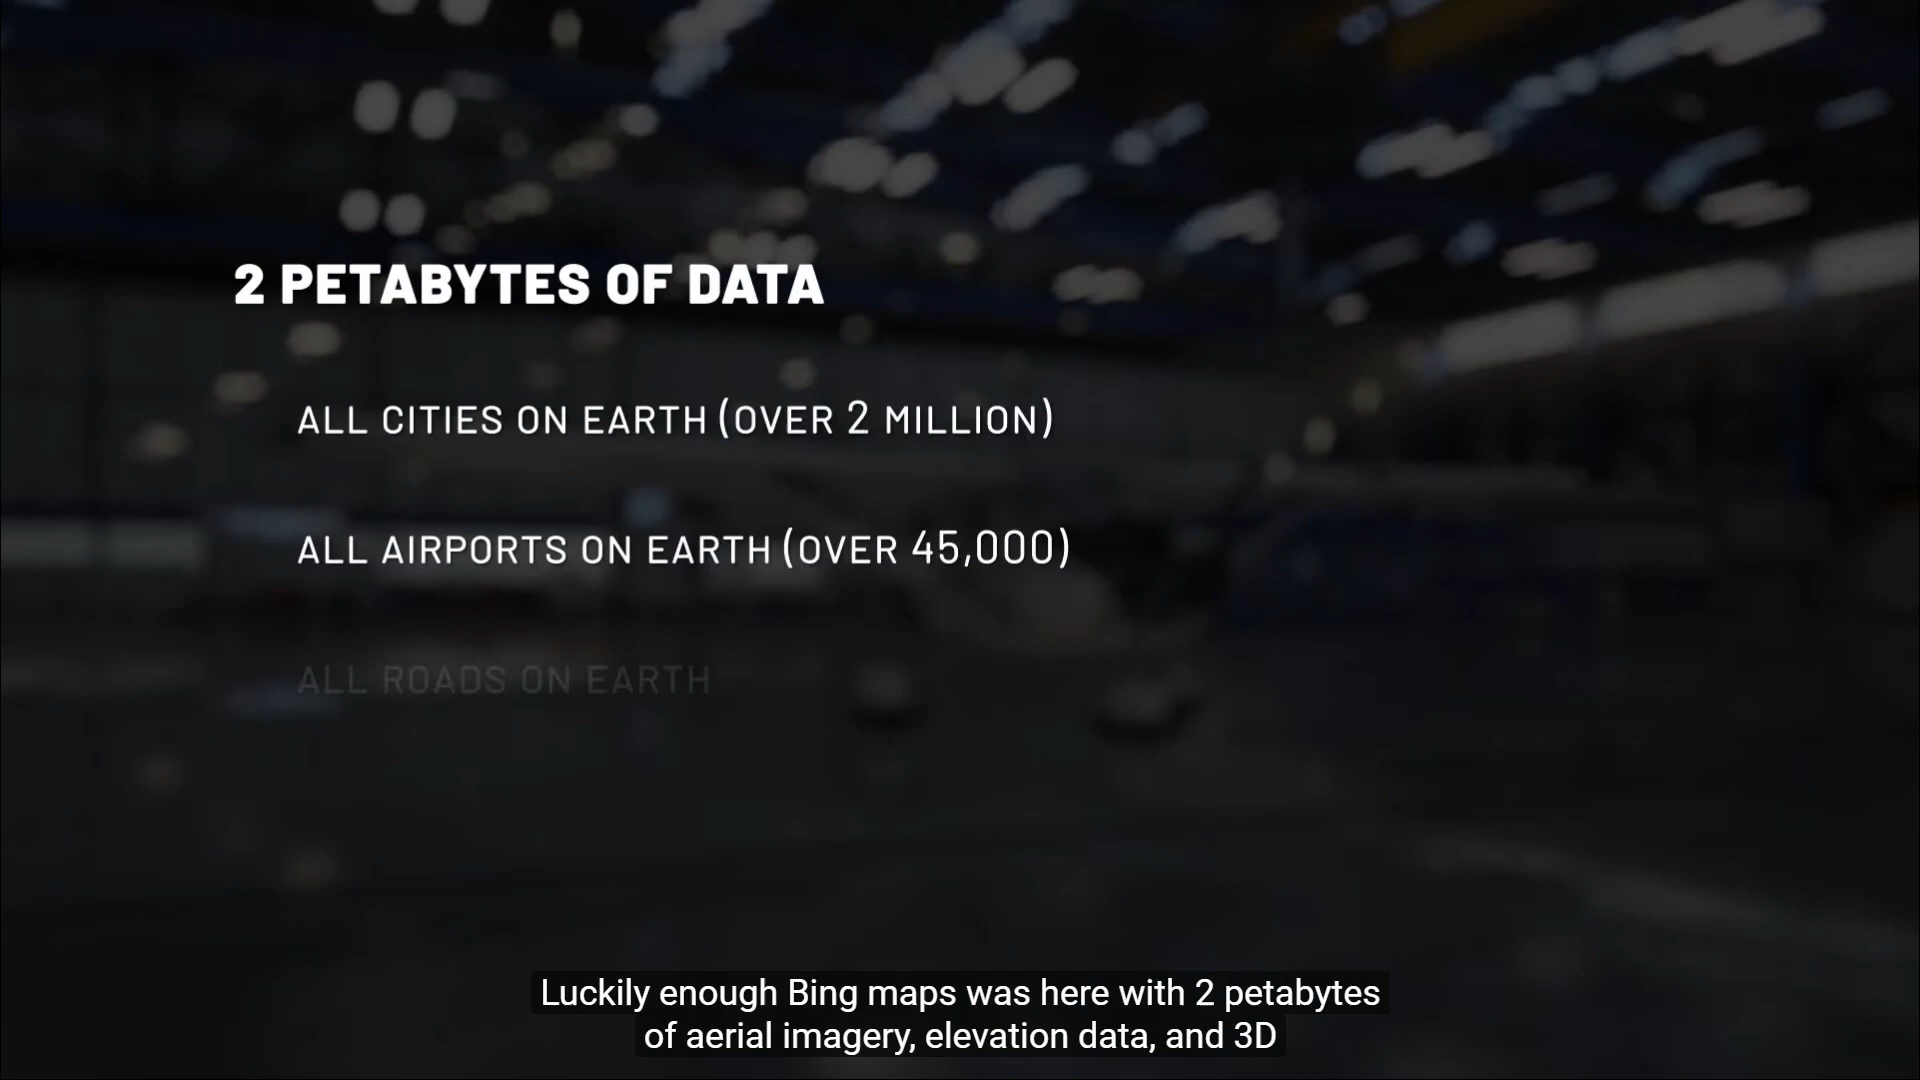 2 PETABYTES OF DATA
ALL CITIES ON EARTH (OVER 2 MILLION)
ALL AIRPORTS ON EARTH (OVER 45,000)
ALL ROADS ON EARTH
Luckily enough Bing maps was here with 2 petabytes
of aerial imagery, elevation data, and 3D